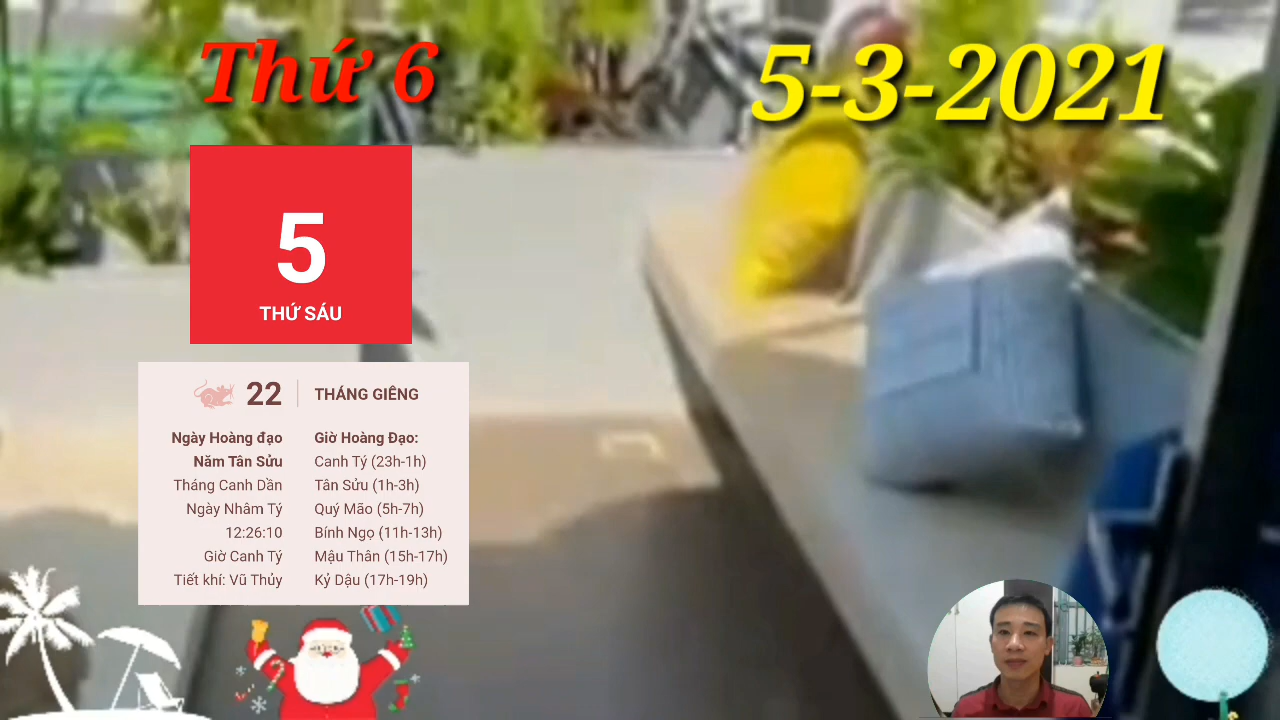 Thứ 6
5-3-2021
5
THỨ SÁU
22 THÁNG GIÊNG
Ngày Hoàng đạo
Năm Tân Sửu
Tháng Canh Dần
Ngày Nhâm Tý
12:26:10
Giờ Canh Tý
Tiết khí: Vũ Thủy
Giờ Hoàng Đạo:
Canh Tý (23h-1h)
Tân Sửu (1h-3h)
Quý Mão (5h-7h)
Bính Ngọ (11h-13h)
Mậu Thân (15h-17h)
Kỷ Dậu (17h-19h)